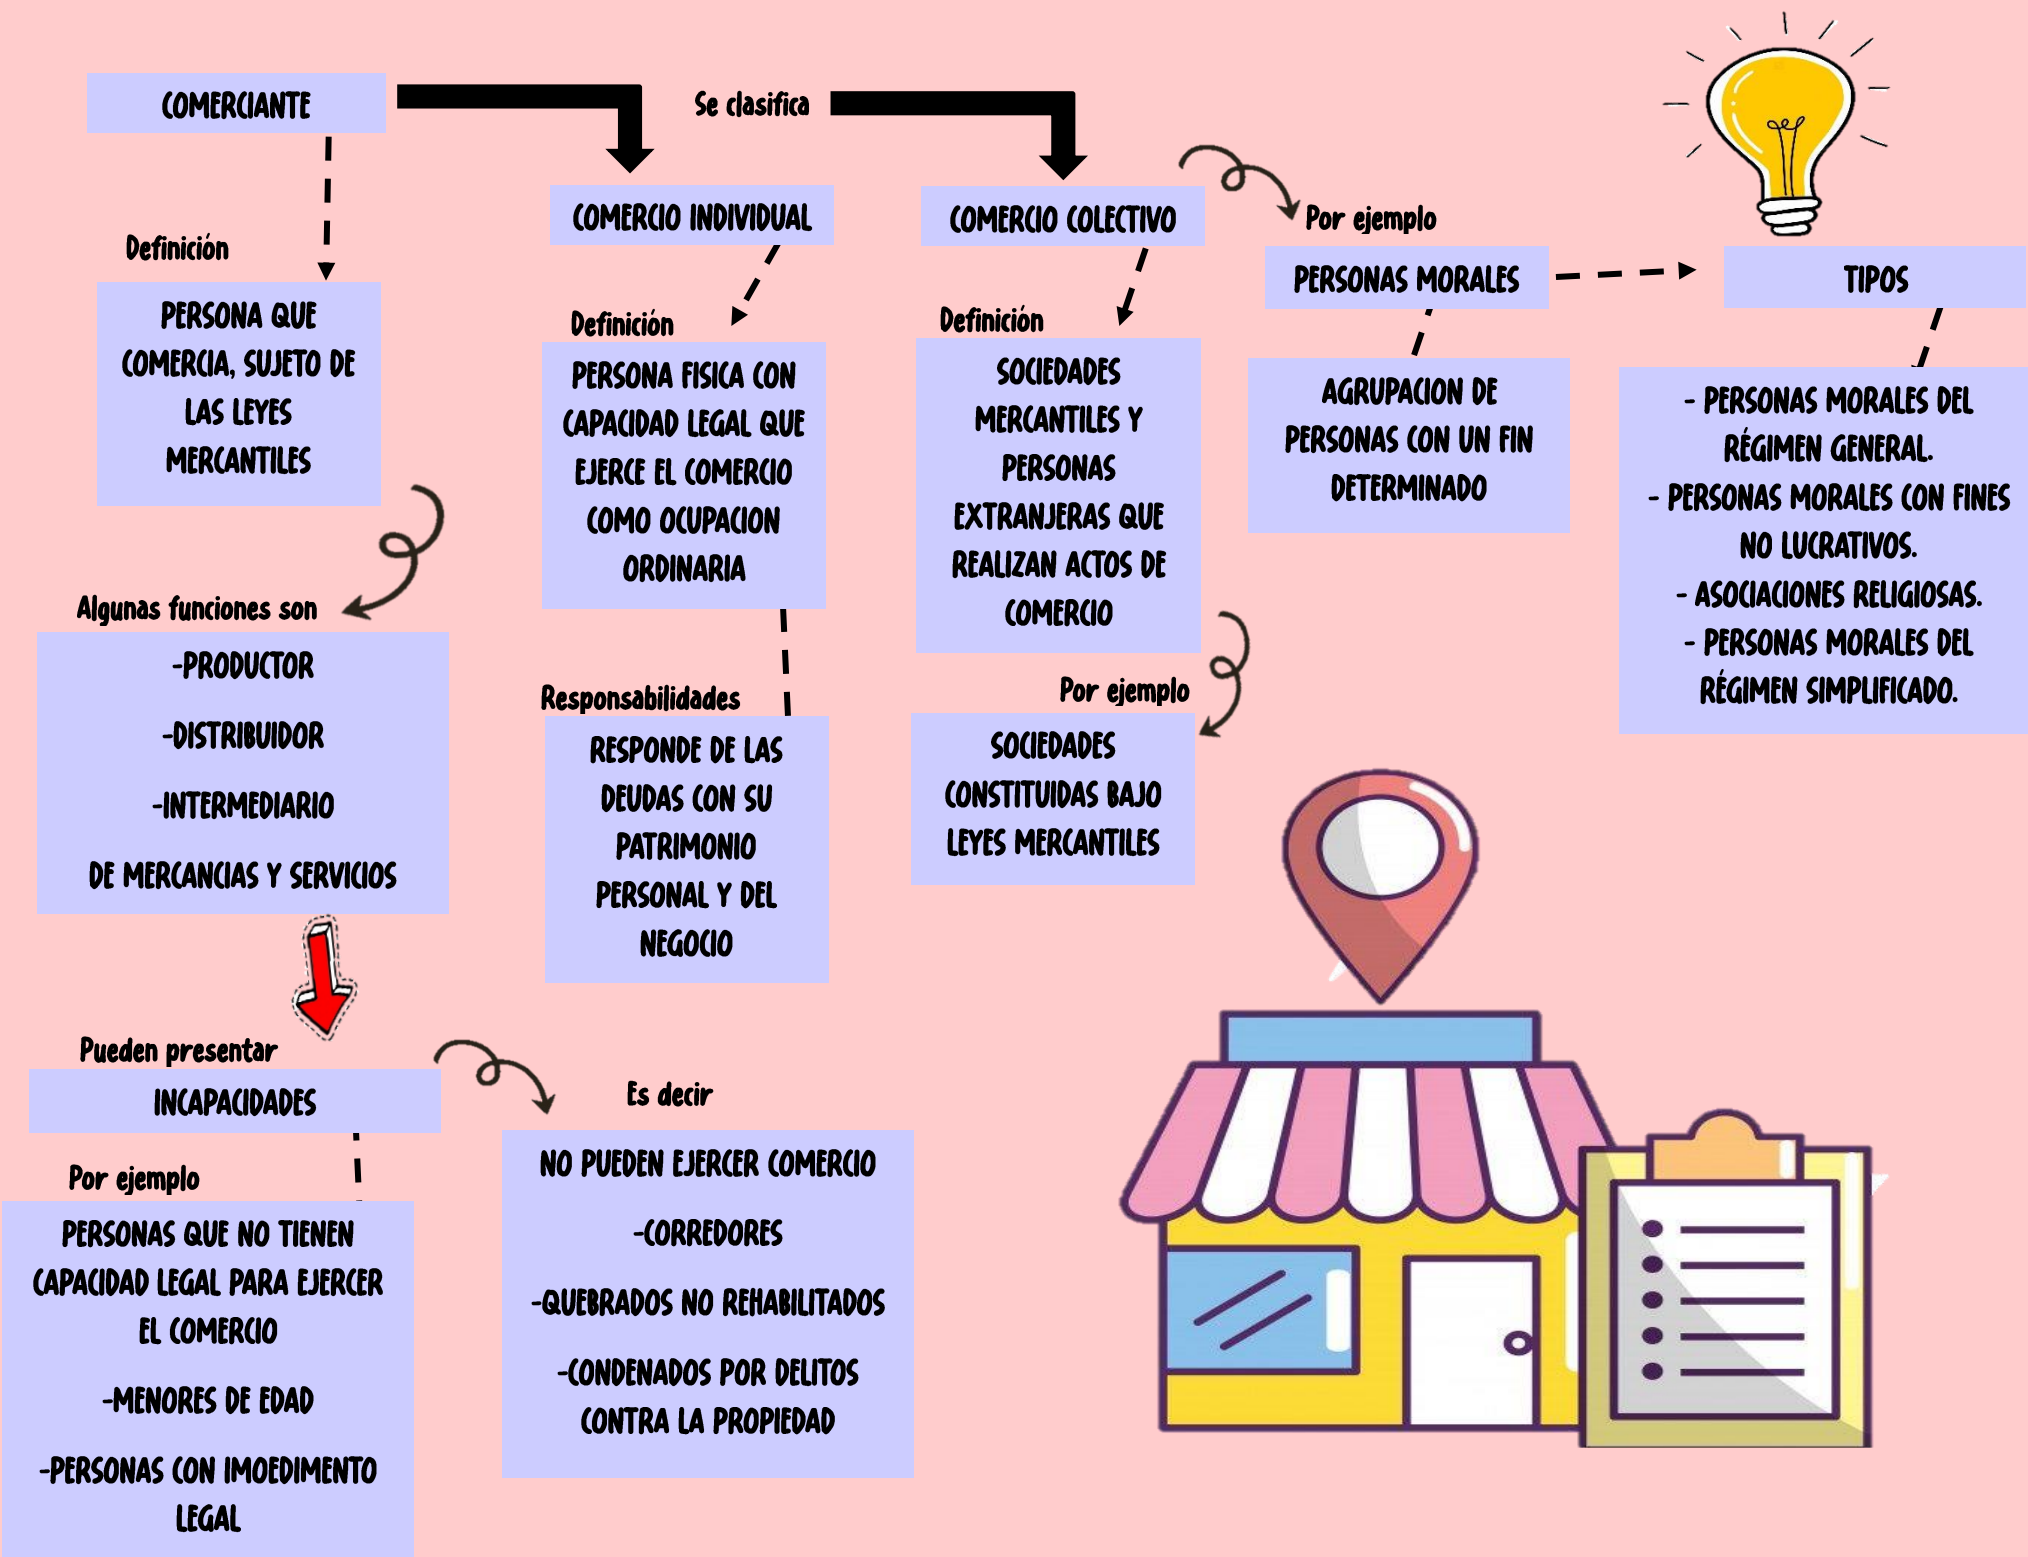 COMERCIANTE
Definición
PERSONA QUE
COMERCIA, SUJETO DE
LAS LEYES
MERCANTILES
Algunas funciones son
-PRODUCTOR
-DISTRIBUIDOR
-INTERMEDIARIO
DE MERCANCIAS Y SERVICIOS
Pueden presentar
INCAPACIDADES
Por ejemplo
PERSONAS QUE NO TIENEN
CAPACIDAD LEGAL PARA EJERCER
EL COMERCIO
-MENORES DE EDAD
-PERSONAS CON IMOEDIMENTO
LEGAL
Es decir
NO PUEDEN EJERCER COMERCIO
-CORREDORES
-QUEBRADOS NO REHABILITADOS
-CONDENADOS POR DELITOS
CONTRA LA PROPIEDAD
Se clasifica
COMERCIO INDIVIDUAL
Definición
PERSONA FISICA CON
CAPACIDAD LEGAL QUE
EJERCE EL COMERCIO
COMO OCUPACION
ORDINARIA
Responsabilidades
RESPONDE DE LAS
DEUDAS CON SU
PATRIMONIO
PERSONAL Y DEL
NEGOCIO
COMERCIO COLECTIVO
Definición
SOCIEDADES
MERCANTILES Y
PERSONAS
EXTRANJERAS QUE
REALIZAN ACTOS DE
COMERCIO
Por ejemplo
SOCIEDADES
CONSTITUIDAS BAJO
LEYES MERCANTILES
Por ejemplo
PERSONAS MORALES
AGRUPACION DE
PERSONAS CON UN FIN
DETERMINADO
TIPOS
- PERSONAS MORALES DEL
RÉGIMEN GENERAL.
- PERSONAS MORALES CON FINES
NO LUCRATIVOS.
- ASOCIACIONES RELIGIOSAS.
- PERSONAS MORALES DEL
RÉGIMEN SIMPLIFICADO.